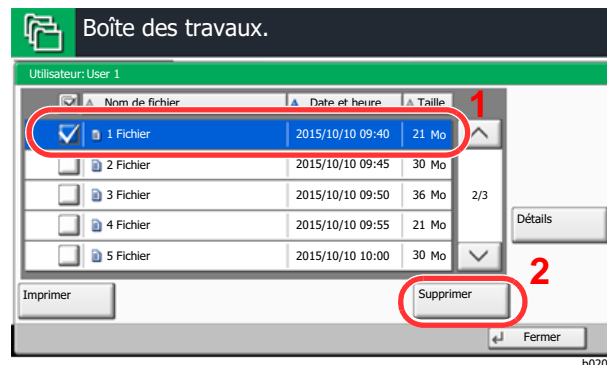 Boîte des travaux.
Utilisateur: User 1
Nom de fichier Date et heure Taille
1
1 Fichier 2015/10/10 09:40 21 Mo
2 Fichier 2015/10/10 09:45 30 Mo
3 Fichier 2015/10/10 09:50 36 Mo 2/3
4 Fichier 2015/10/10 09:55 21 Mo Détails
5 Fichier 2015/10/10 10:00 30 Mo
2
Imprimer Supprimer
Fermer